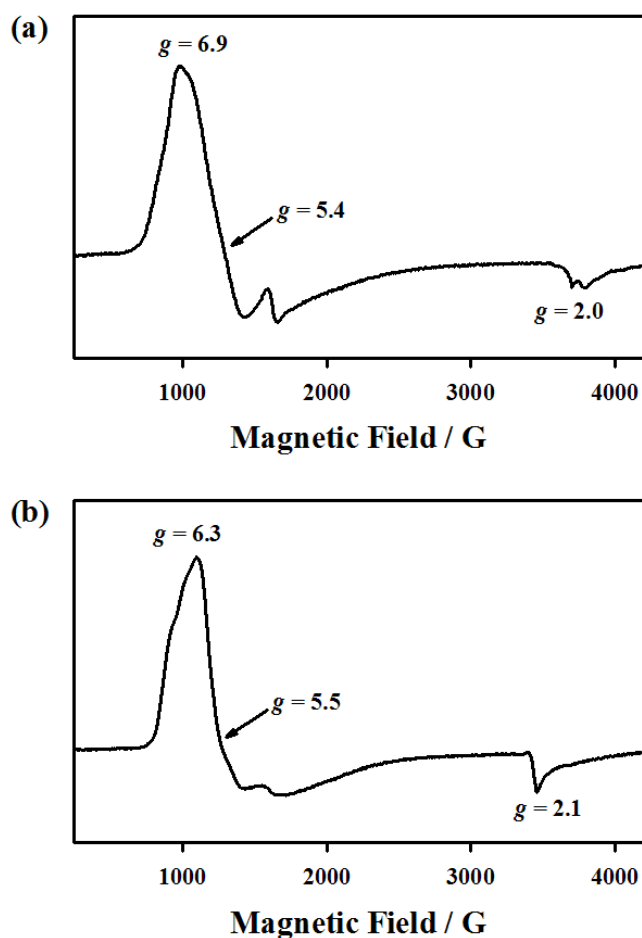 (a)
g = 6.9
g = 5.4
g = 2.0
1000 2000 3000 4000
Magnetic Field / G
(b)
g = 6.3
g = 5.5
g = 2.1
1000 2000 3000 4000
Magnetic Field / G